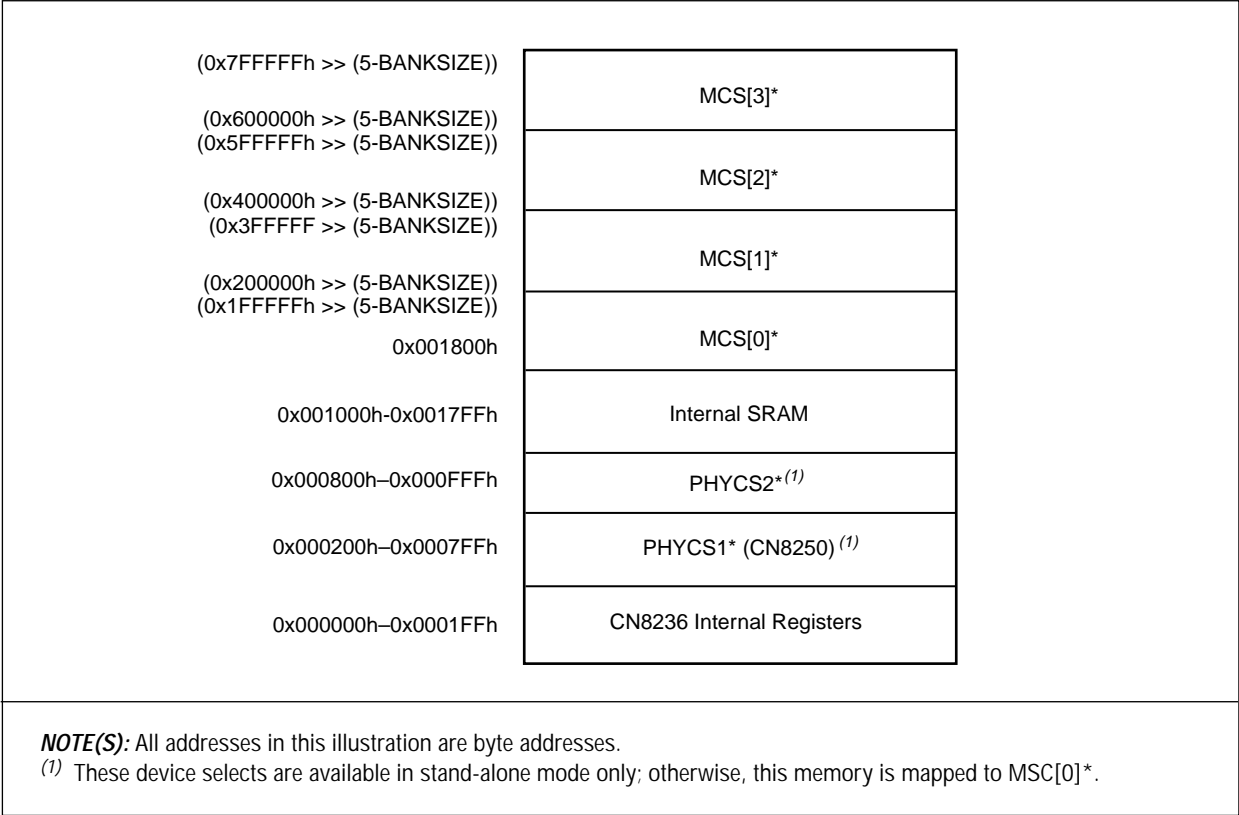 (0x7FFFFFh >> (5-BANKSIZE))
MCS[3]*
(0x600000h >> (5-BANKSIZE))
(0x5FFFFFh >> (5-BANKSIZE))
MCS[2]*
(0x400000h >> (5-BANKSIZE))
(0x3FFFFF >> (5-BANKSIZE))
MCS[1]*
(0x200000h >> (5-BANKSIZE))
(0x1FFFFFh >> (5-BANKSIZE))
MCS[0]*
0x001800h
0x001000h-0x0017FFh Internal SRAM
0x000800h–0x000FFFh PHYCS2*(1)
0x000200h–0x0007FFh PHYCS1* (CN8250)(1)
0x000000h–0x0001FFh CN8236 Internal Registers
NOTE(S): All addresses in this illustration are byte addresses.
(1) These device selects are available in stand-alone mode only; otherwise, this memory is mapped to MSC[0]*.